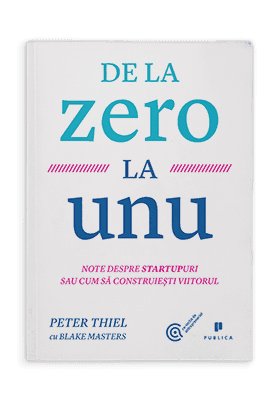 DE LA
zero
LA
unu
NOTE DESPRE STARTUPURI
SAU CUM SĂ CONSTRUIEȘTI VIITORUL
PETER THIEL
cu BLAKE MASTERS
PUBLICA